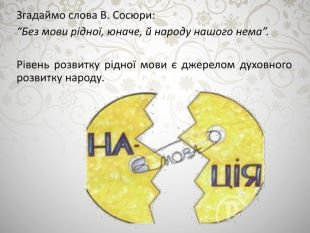 Згадаймо слова В. Сосюри:
“Без мови рідної, юначе, й народу нашого нема”.
Рівень розвитку рідної мови є джерелом духовного
розвитку народу.
НА-
МОВА
ЦІЯ